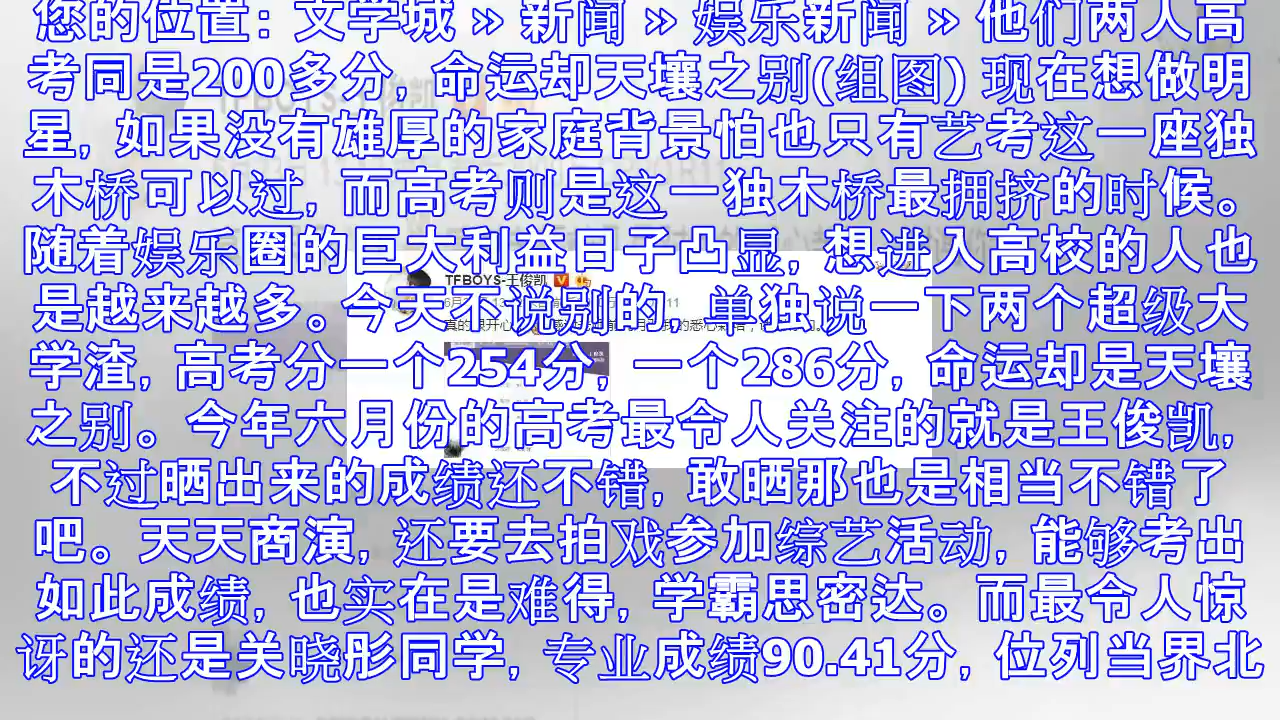 您的位置：文学城 » 新闻 » 娱乐新闻 » 他们两人高
考同是200多分, 命运却天壤之别(组图) 现在想做明
星, 如果没有雄厚的家庭背景怕也只有艺考这一座独
木桥可以过, 而高考则是这一独木桥最拥挤的时候。
随着娱乐圈的巨大利益日子凸显, 想进入高校的人也
是越来越多。今天不说别的, 单独说一下两个超级大
学渣, 高考分一个254分, 一个286分, 命运却是天壤
之别。今年六月份的高考最令人关注的就是王俊凯,
不过晒出来的成绩还不错, 敢晒那也是相当不错了
吧。天天商演, 还要去拍戏参加综艺活动, 能够考出
如此成绩, 也实在是难得, 学霸思密达。而最令人惊
讶的还是关晓彤同学, 专业成绩90.41分, 位列当界北
TFBOYS-王俊凯